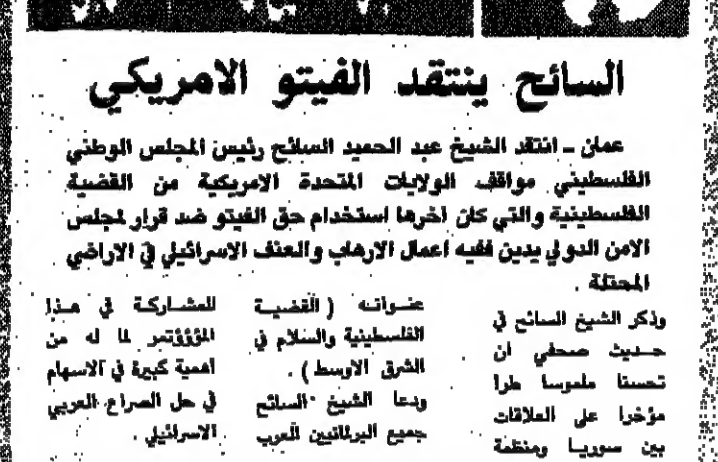 السائح ينتقد الفيتو الامريكي
عمان - انتقد الشيخ عبد الحميد السائح رئيس المجلس الوطني
الفلسطيني مواقف الولايات المتحدة الامريكية من القضية
الفلسطينية والتي كان اخرها استخدام حق الفيتو ضد قرار لمجلس
الامن الدولي يدين فيه اعمال الارهاب والعنف الاسرائيلي في الاراضي
المحتلة .
وذكر الشيخ السائح في
حديث صحفي ان
تحسنا ملموسا طرا
مؤخرا على العلاقات
بين سوريا ومنظمة
عنوانه ( القضية
الفلسطينية والسلام في
الشرق الاوسط ) .
ودعا الشيخ السائح
جميع البرلمانيين العرب
للمشاركة في هذا
المؤؤتمر لما له من
اهمية كبيرة في الاسهام
في حل الصراع العربي
الاسرائيلي .